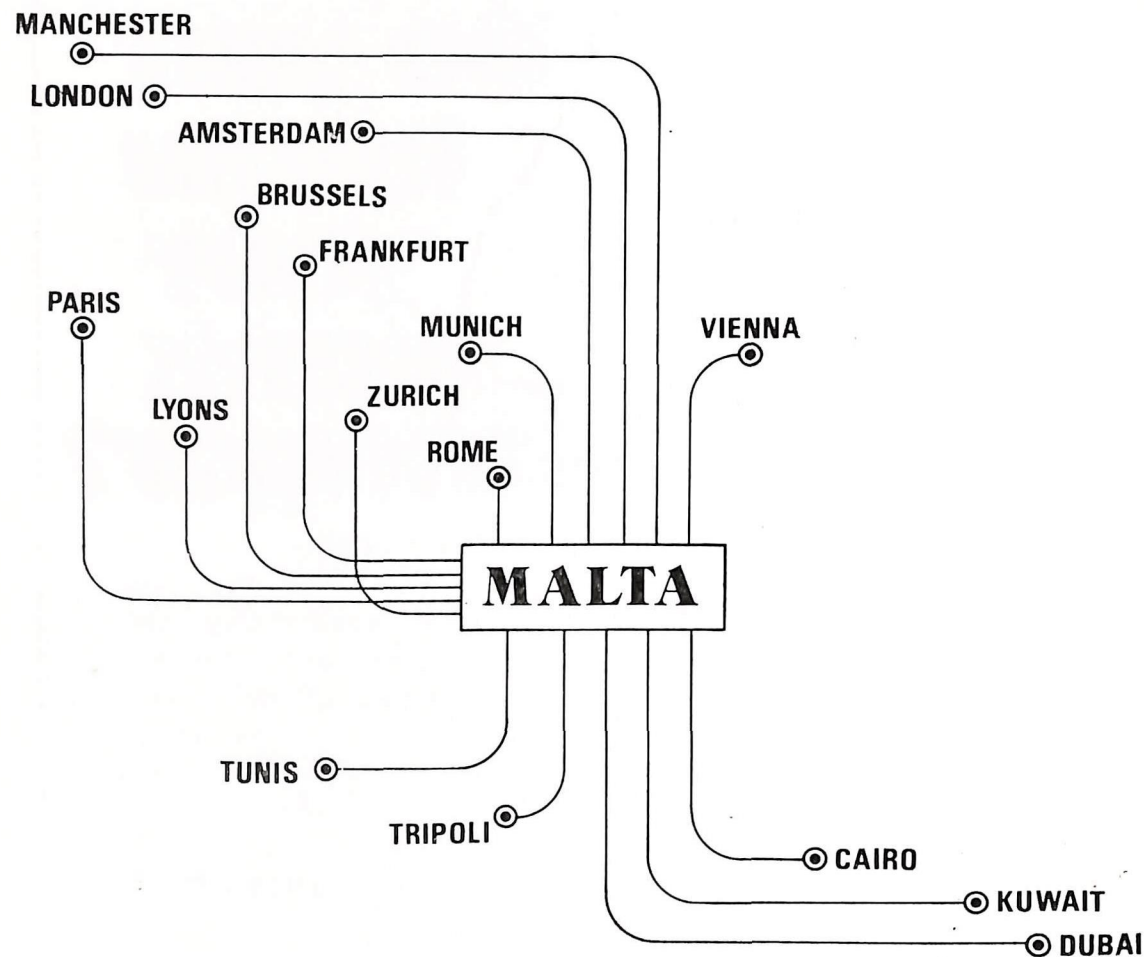 MANCHESTER
LONDON
AMSTERDAM
BRUSSELS
FRANKFURT
PARIS
MUNICH
VIENNA
ZURICH
LYONS
ROME
MALTA
TUNIS
TRIPOLI
CAIRO
KUWAIT
DUBAI